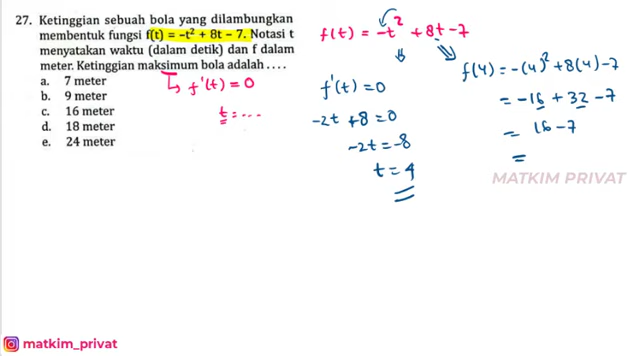 27. Ketinggian sebuah bola yang dilambungkan
membentuk fungsi f(t) = –t² + 8t – 7. Notasi t
menyatakan waktu (dalam detik) dan f dalam
meter. Ketinggian maksimum bola adalah . . . .
a. 7 meter
b. 9 meter
c. 16 meter
d. 18 meter
e. 24 meter
↳ f'(t) = 0
t = ...
f(t) = -t² + 8t - 7
f'(t) = 0
-2t + 8 = 0
-2t = -8
t = 4
f(4) = -(4)² + 8(4) - 7
= -16 + 32 - 7
= 16 - 7
=
MATKIM PRIVAT
matkim_privat